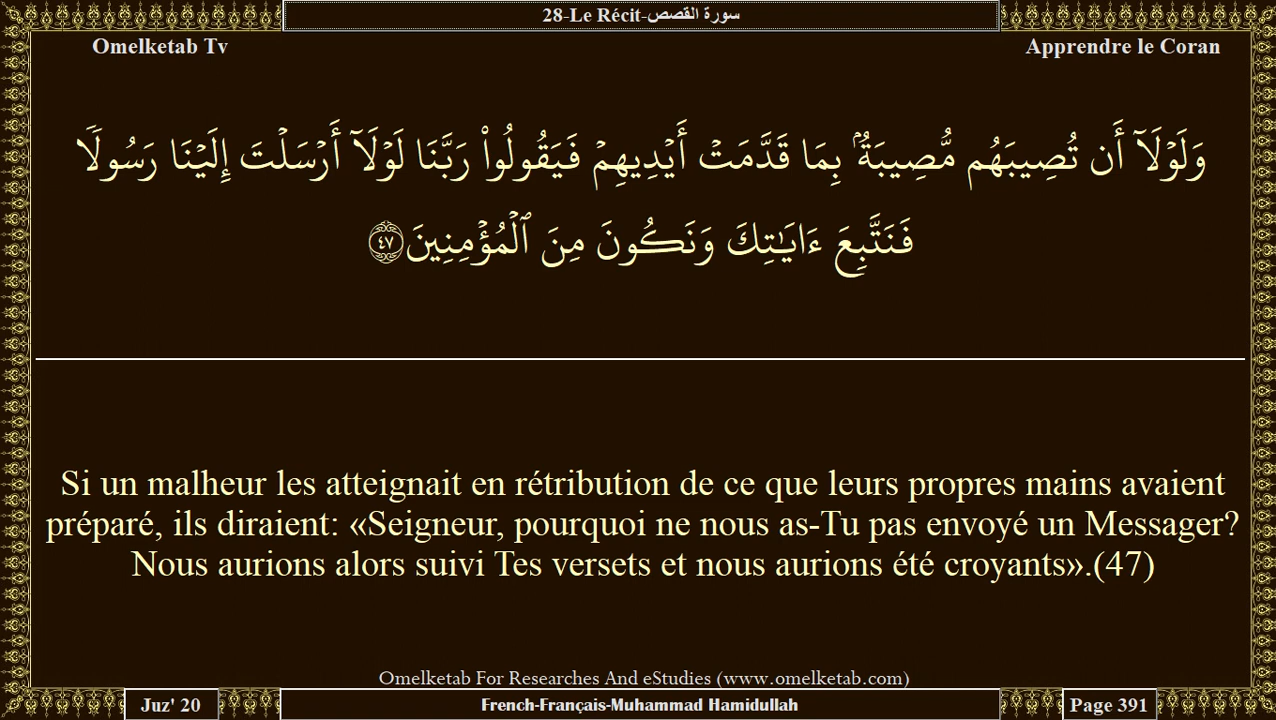 28-Le Récit-سورة القصص
Omelketab Tv
Apprendre le Coran
وَلَوْلَآ أَن تُصِيبَهُم مُّصِيبَةٌۢ بِمَا قَدَّمَتْ أَيْدِيهِمْ فَيَقُولُوا۟ رَبَّنَا لَوْلَآ أَرْسَلْتَ إِلَيْنَا رَسُولًۭا
فَنَتَّبِعَ ءَايَـٰتِكَ وَنَكُونَ مِنَ ٱلْمُؤْمِنِينَ ٤٧
Si un malheur les atteignait en rétribution de ce que leurs propres mains avaient
préparé, ils diraient: «Seigneur, pourquoi ne nous as-Tu pas envoyé un Messager?
Nous aurions alors suivi Tes versets et nous aurions été croyants».(47)
Omelketab For Researches And eStudies (www.omelketab.com)
Juz' 20
French-Français-Muhammad Hamidullah
Page 391